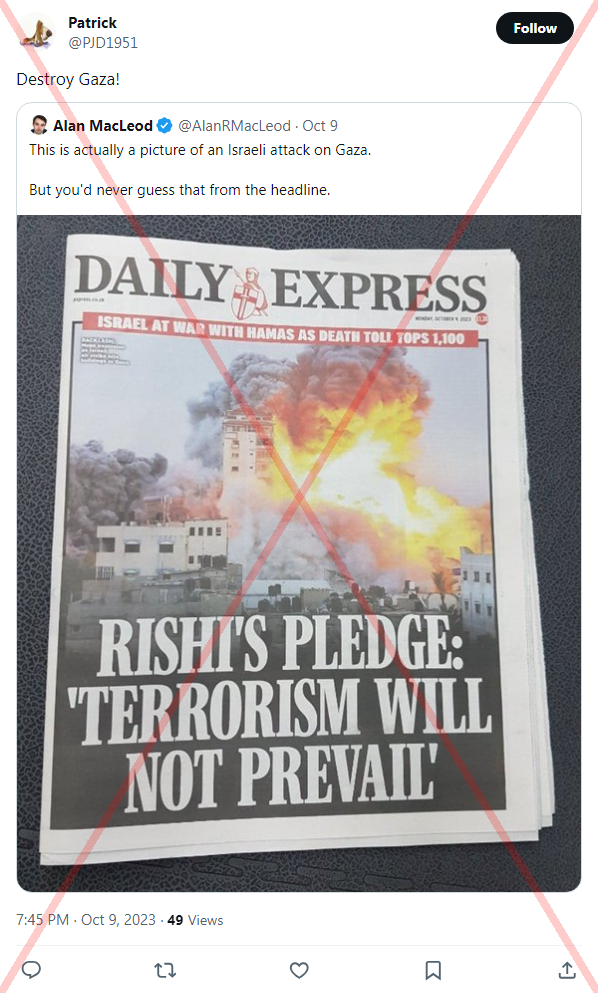 Patrick
@PJD1951
Follow
Destroy Gaza!
Alan MacLeod @AlanRMacLeod · Oct 9
This is actually a picture of an Israeli attack on Gaza.
But you'd never guess that from the headline.
DAILY EXPRESS
express.co.uk
MONDAY, OCTOBER 9, 2023
ISRAEL AT WAR WITH HAMAS AS DEATH TOLL TOPS 1,100
RISHI'S PLEDGE:
'TERRORISM WILL
NOT PREVAIL'
7:45 PM · Oct 9, 2023 · 49 Views